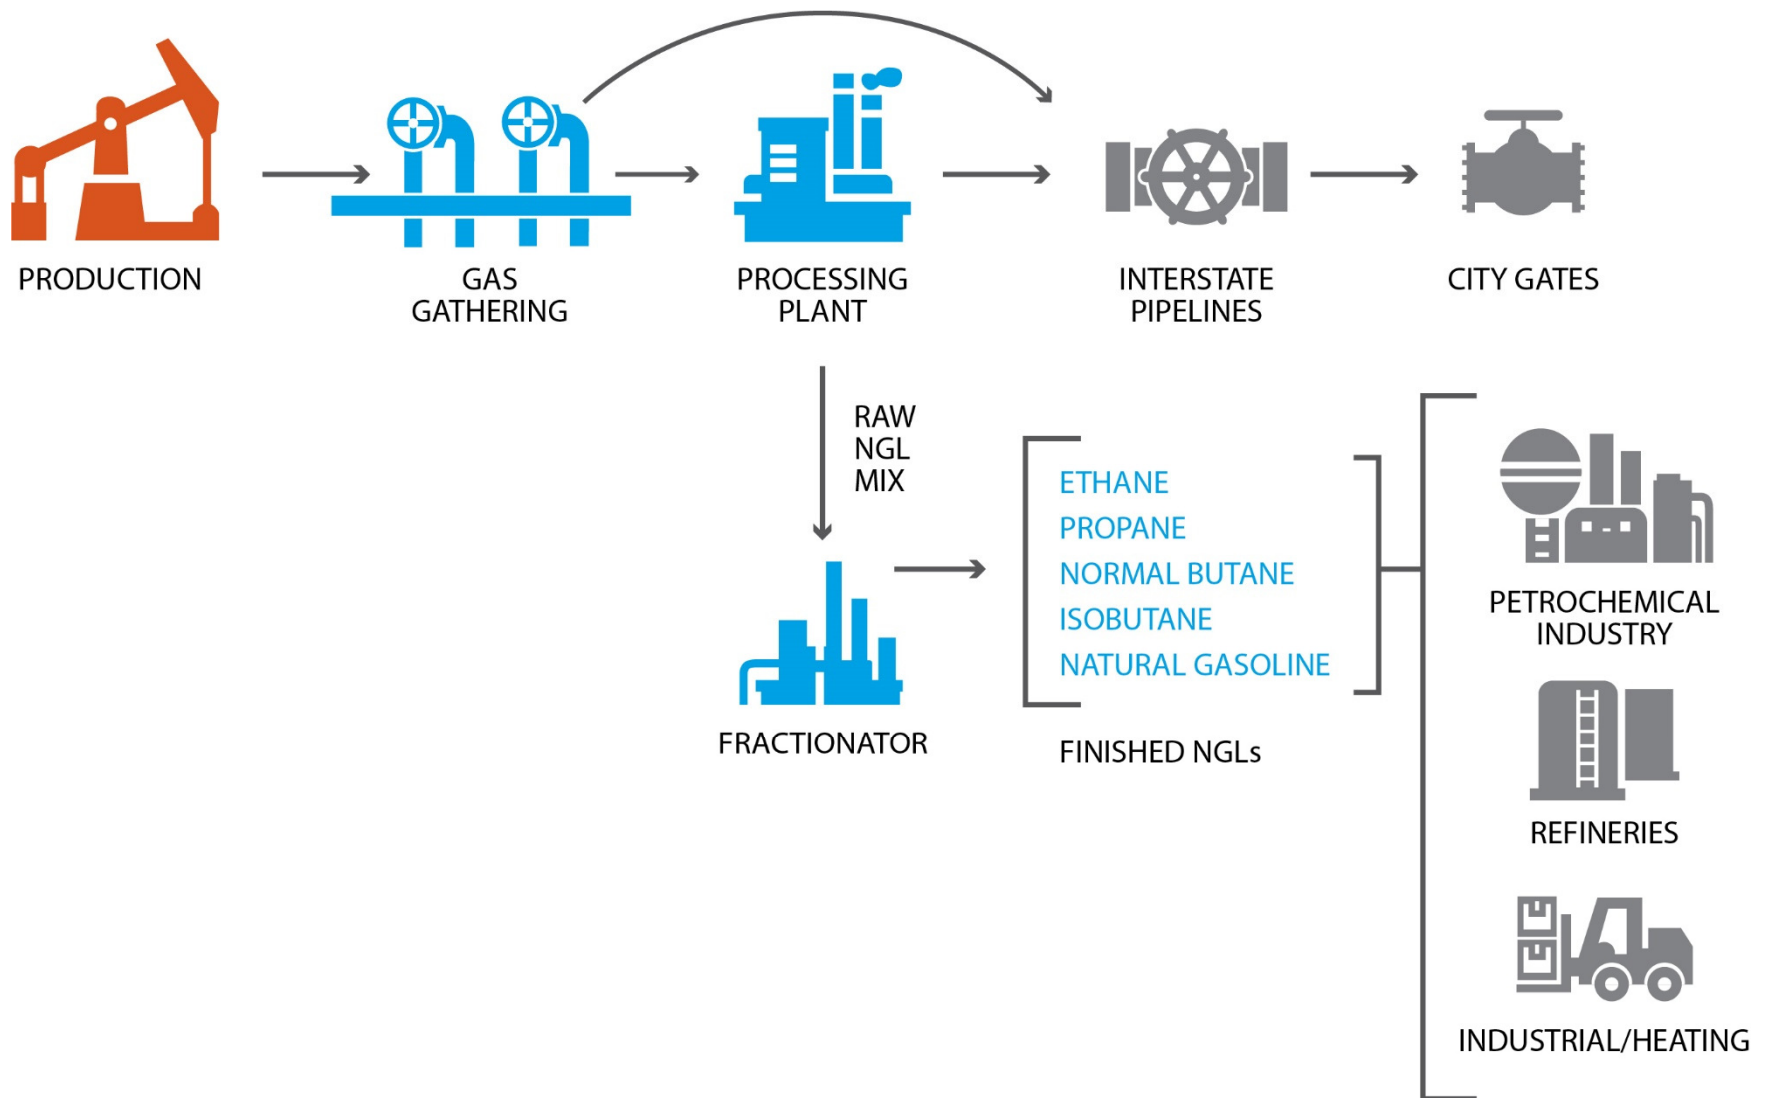 PRODUCTION
GAS
GATHERING
PROCESSING
PLANT
INTERSTATE
PIPELINES
CITY GATES
RAW
NGL
MIX
FRACTIONATOR
ETHANE
PROPANE
NORMAL BUTANE
ISOBUTANE
NATURAL GASOLINE
FINISHED NGLs
PETROCHEMICAL
INDUSTRY
REFINERIES
INDUSTRIAL/HEATING